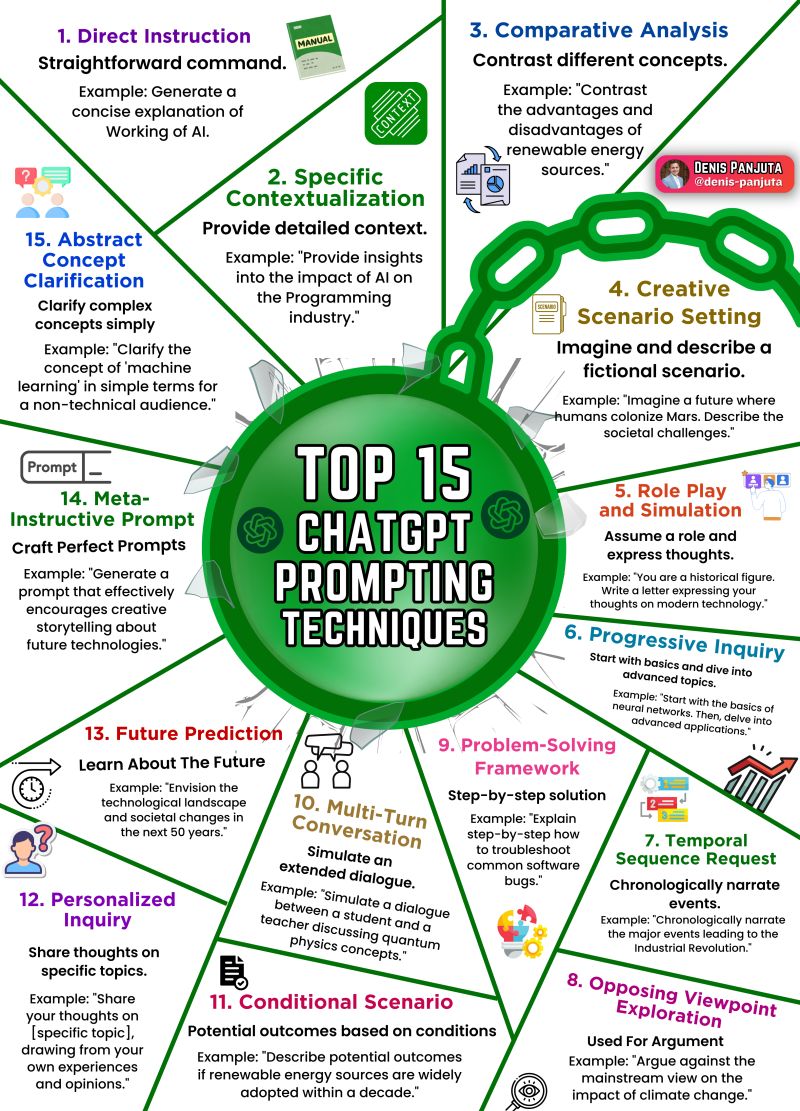 1. Direct Instruction
Straightforward command.
Example: Generate a
concise explanation of
Working of AI.
MANUAL
CONTEXT
2. Specific
Contextualization
Provide detailed context.
Example: "Provide insights
into the impact of AI on
the Programming
industry."
3. Comparative Analysis
Contrast different concepts.
Example: "Contrast
the advantages and
disadvantages of
renewable energy
sources."
DENIS PANJUTA
@denis-panjuta
SCENARIO
4. Creative
Scenario Setting
Imagine and describe a
fictional scenario.
Example: "Imagine a future where
humans colonize Mars. Describe the
societal challenges."
TOP 15
CHATGPT
PROMPTING
TECHNIQUES
5. Role Play
and Simulation
Assume a role and
express thoughts.
Example: "You are a historical figure.
Write a letter expressing your
thoughts on modern technology."
6. Progressive Inquiry
Start with basics and dive into
advanced topics.
Example: "Start with the basics of
neural networks. Then, delve into
advanced applications."
1
2
3
7. Temporal
Sequence Request
Chronologically narrate
events.
Example: "Chronologically narrate
the major events leading to the
Industrial Revolution."
8. Opposing Viewpoint
Exploration
Used For Argument
Example: "Argue against the
mainstream view on the
impact of climate change."
9. Problem-Solving
Framework
Step-by-step solution
Example: "Explain
step-by-step how
to troubleshoot
common software
bugs."
10. Multi-Turn
Conversation
Simulate an
extended dialogue.
Example: "Simulate a dialogue
between a student and a
teacher discussing quantum
physics concepts."
11. Conditional Scenario
Potential outcomes based on conditions
Example: "Describe potential outcomes
if renewable energy sources are widely
adopted within a decade."
?
12. Personalized
Inquiry
Share thoughts on
specific topics.
Example: "Share
your thoughts on
[specific topic],
drawing from your
own experiences
and opinions."
13. Future Prediction
Learn About The Future
Example: "Envision the
technological landscape
and societal changes in
the next 50 years."
Prompt
14. Meta-
Instructive Prompt
Craft Perfect Prompts
Example: "Generate a
prompt that effectively
encourages creative
storytelling about
future technologies."
?
15. Abstract
Concept
Clarification
Clarify complex
concepts simply
Example: "Clarify the
concept of 'machine
learning' in simple terms for
a non-technical audience."